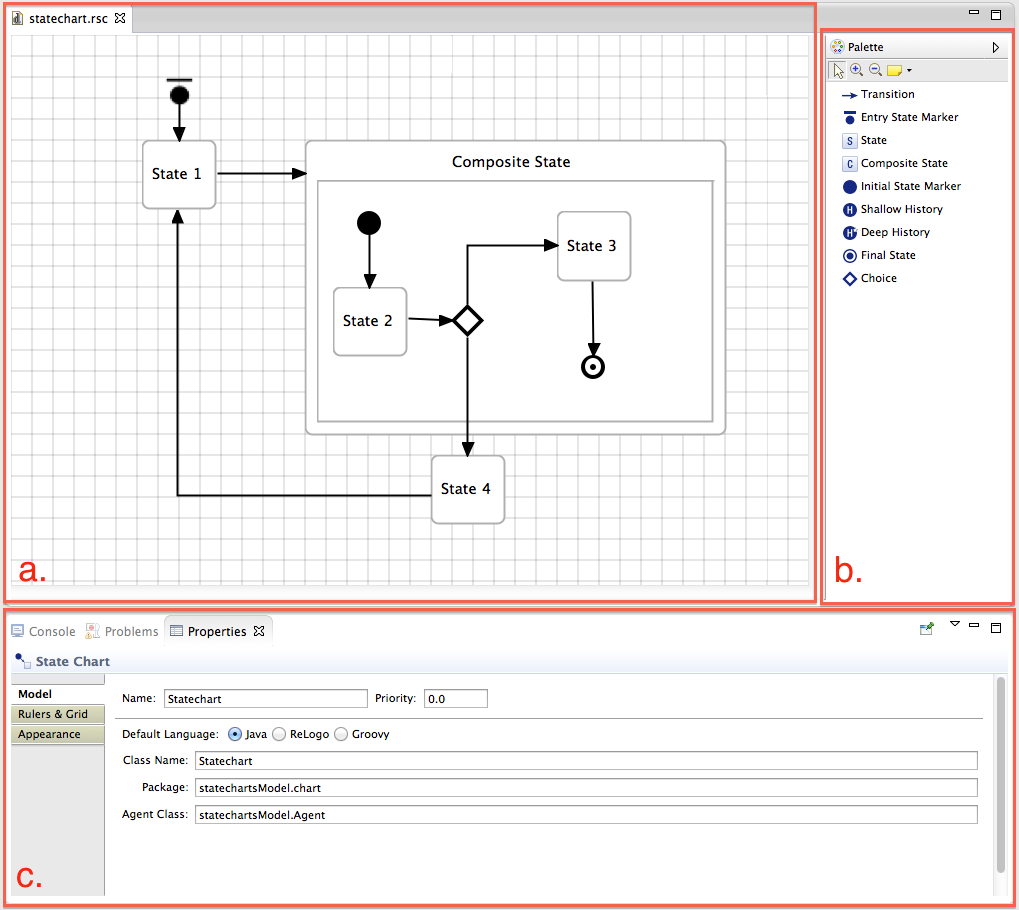 statechart.rsc
State 1
Composite State
State 3
State 2
State 4
a.
Palette
Transition
Entry State Marker
S State
C Composite State
Initial State Marker
H Shallow History
H* Deep History
Final State
Choice
b.
Console Problems Properties
State Chart
Model
Rulers & Grid
Appearance
Name: Statechart Priority: 0.0
Default Language: Java ReLogo Groovy
Class Name: Statechart
Package: statechartsModel.chart
Agent Class: statechartsModel.Agent
c.